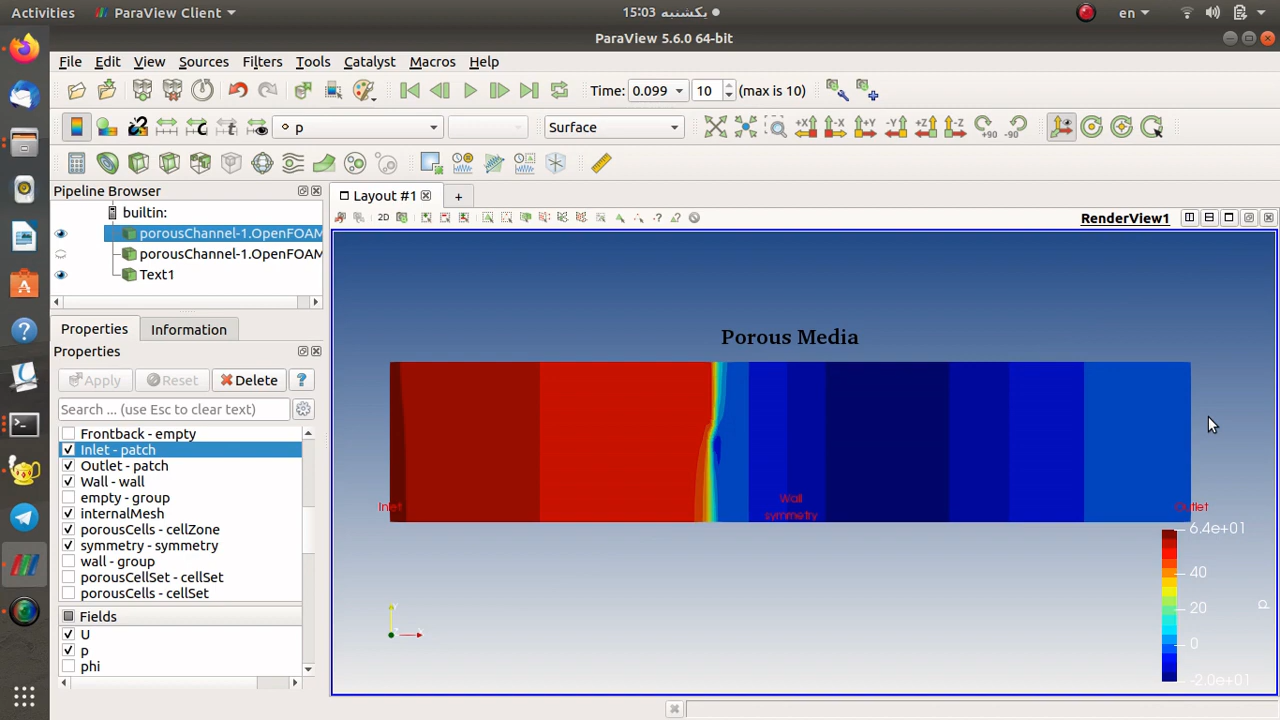 Activities
ParaView Client
15:03 یکشنبه
en
ParaView 5.6.0 64-bit
File Edit View Sources Filters Tools Catalyst Macros Help
Time: 0.099 10 (max is 10)
p Surface
+X -X +Y -Y +Z -Z +90 -90
Pipeline Browser
builtin:
porousChannel-1.OpenFOAM
porousChannel-1.OpenFOAM
Text1
Properties Information
Properties
Apply Reset Delete ?
Search ... (use Esc to clear text)
Frontback - empty
Inlet - patch
Outlet - patch
Wall - wall
empty - group
internalMesh
porousCells - cellZone
symmetry - symmetry
wall - group
porousCellSet - cellSet
porousCells - cellSet
Fields
U
p
phi
Layout #1 +
2D
RenderView1
Porous Media
Inlet
Wall
symmetry
Outlet
6.4e+01
40
20
0
-2.0e+01
p
Y